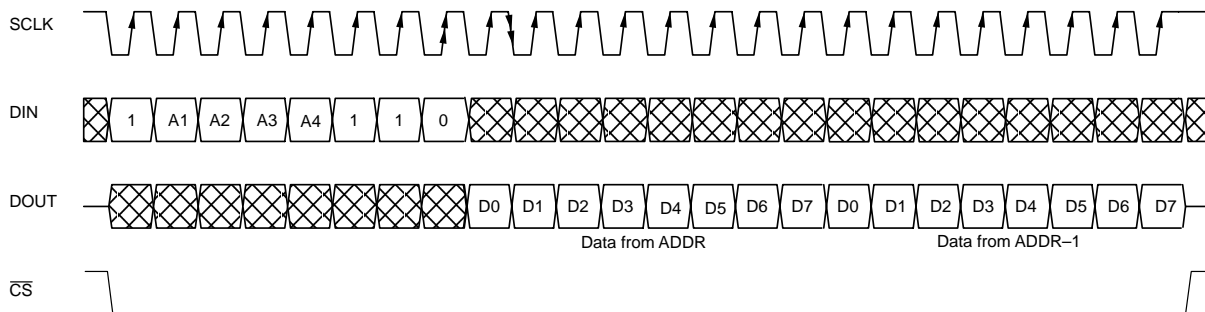 SCLK
DIN 1 A1 A2 A3 A4 1 1 0
DOUT D0 D1 D2 D3 D4 D5 D6 D7 D0 D1 D2 D3 D4 D5 D6 D7
Data from ADDR Data from ADDR–1
CS